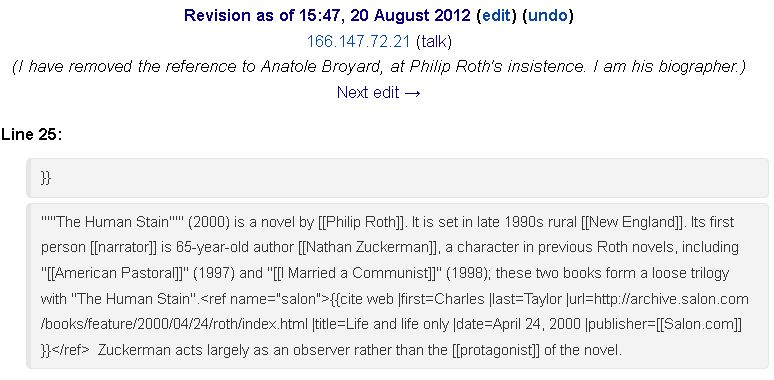 Revision as of 15:47, 20 August 2012 (edit) (undo)
166.147.72.21 (talk)
(I have removed the reference to Anatole Broyard, at Philip Roth's insistence. I am his biographer.)
Next edit →
Line 25:
}}
"""The Human Stain""" (2000) is a novel by [[Philip Roth]]. It is set in late 1990s rural [[New England]]. Its first
person [[narrator]] is 65-year-old author [[Nathan Zuckerman]], a character in previous Roth novels, including
"[[American Pastoral]]" (1997) and "[[I Married a Communist]]" (1998); these two books form a loose trilogy
with "The Human Stain".<ref name="salon">{{cite web |first=Charles |last=Taylor |url=http://archive.salon.com
/books/feature/2000/04/24/roth/index.html |title=Life and life only |date=April 24, 2000 |publisher=[[Salon.com]]
}}</ref>  Zuckerman acts largely as an observer rather than the [[protagonist]] of the novel.